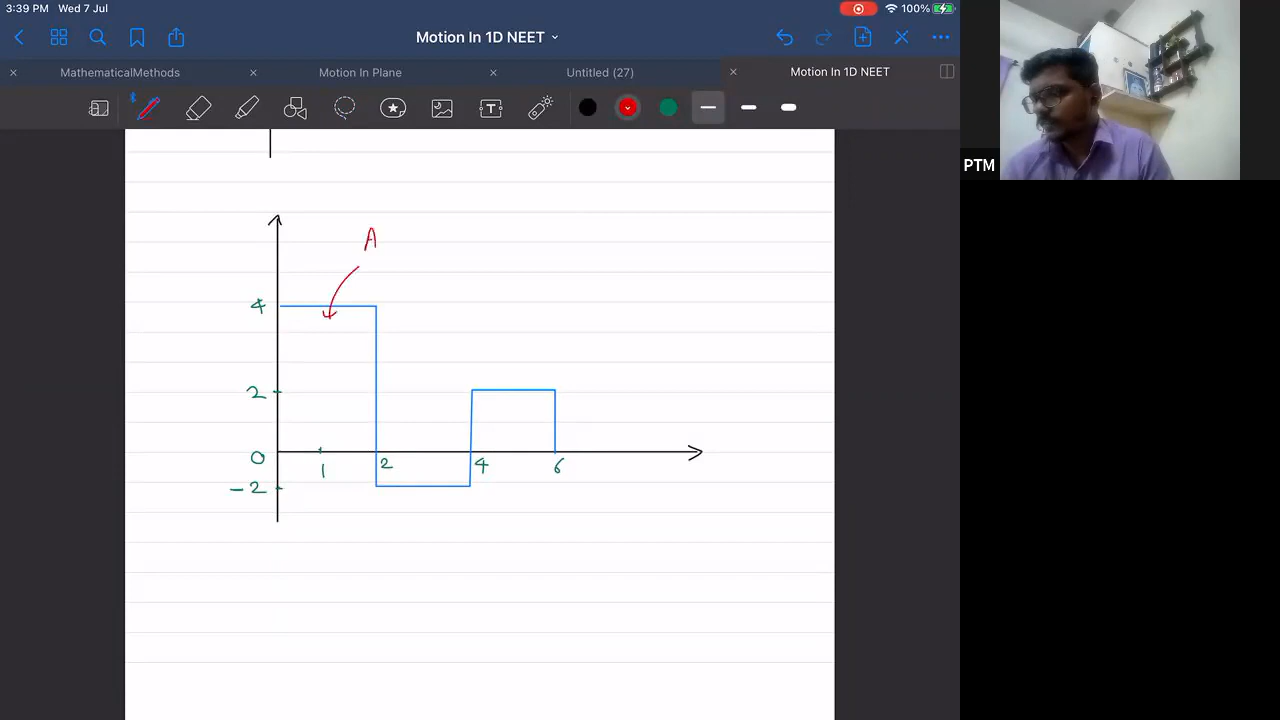 3:39 PM Wed 7 Jul
100%
Motion In 1D NEET
MathematicalMethods
Motion In Plane
Untitled (27)
Motion In 1D NEET
PTM
A
4
2
0
-2
1
2
4
6